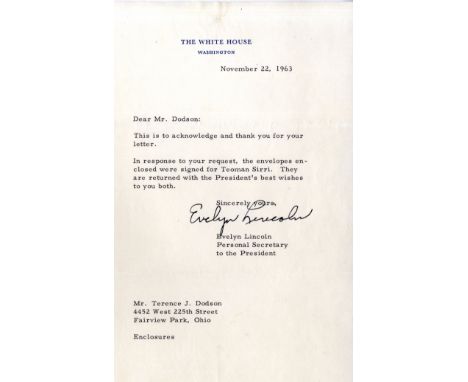 THE WHITE HOUSE
WASHINGTON
November 22, 1963
Dear Mr. Dodson:
This is to acknowledge and thank you for your
letter.
In response to your request, the envelopes en-
closed were signed for Teoman Sirri. They
are returned with the President's best wishes
to you both.
Sincerely yours,
Evelyn Lincoln
Evelyn Lincoln
Personal Secretary
to the President
Mr. Terence J. Dodson
4452 West 225th Street
Fairview Park, Ohio
Enclosures